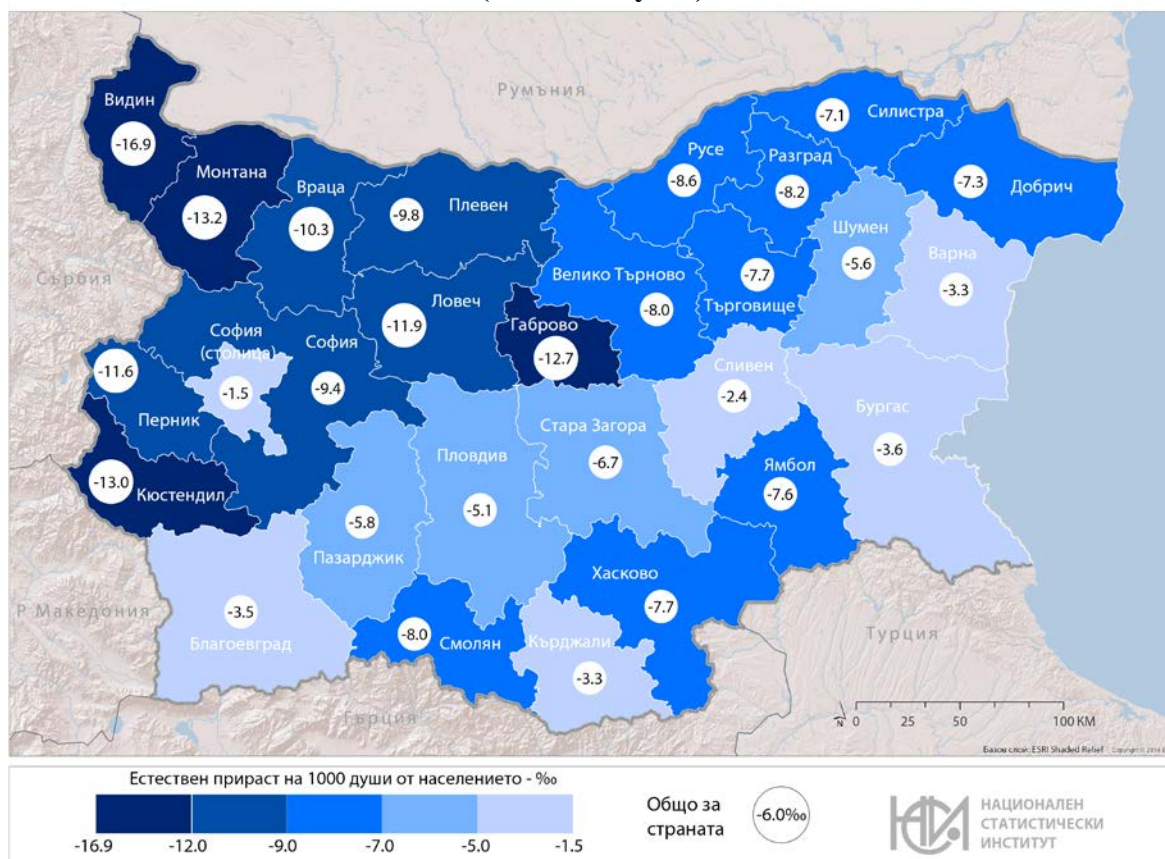 Румъния
Видин
-16.9
Монтана
-13.2
Враца
-10.3
Плевен
-9.8
Русе
-8.6
Разград
-8.2
Силистра
-7.1
Добрич
-7.3
Шумен
-5.6
Варна
-3.3
Сърбия
Ловеч
-11.9
Габрово
-12.7
Велико Търново
-8.0
Търговище
-7.7
София
(столица)
-1.5
София
-9.4
-11.6
Перник
Сливен
-2.4
Бургас
-3.6
Стара Загора
-6.7
Пловдив
-5.1
Ямбол
-7.6
-13.0
Кюстендил
-5.8
Пазарджик
Хасково
-7.7
Р Македония
-3.5
Благоевград
-8.0
Смолян
Кърджали
-3.3
Турция
Гърция
N
0 25 50 100 KM
Базов слой: ESRI Shaded Relief
Естествен прираст на 1000 души от населението - ‰
-16.9 -12.0 -9.0 -7.0 -5.0 -1.5
Общо за
страната
-6.0‰
НАЦИОНАЛЕН
СТАТИСТИЧЕСКИ
ИНСТИТУТ